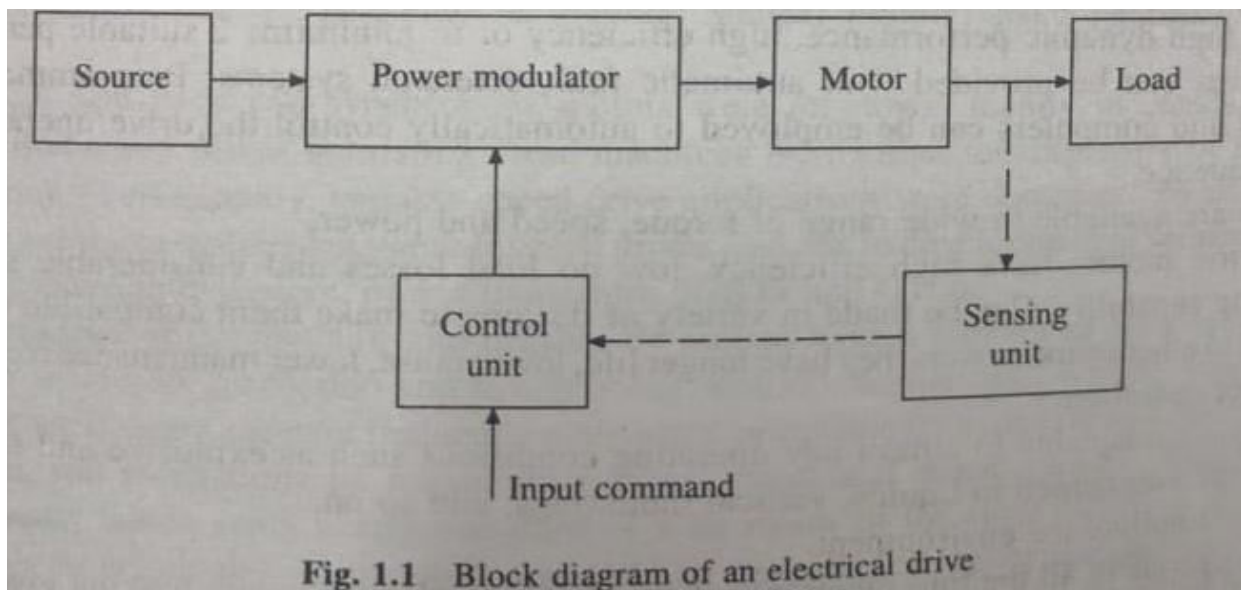 Source
Power modulator
Motor
Load
Control
unit
Sensing
unit
Input command
Fig. 1.1 Block diagram of an electrical drive